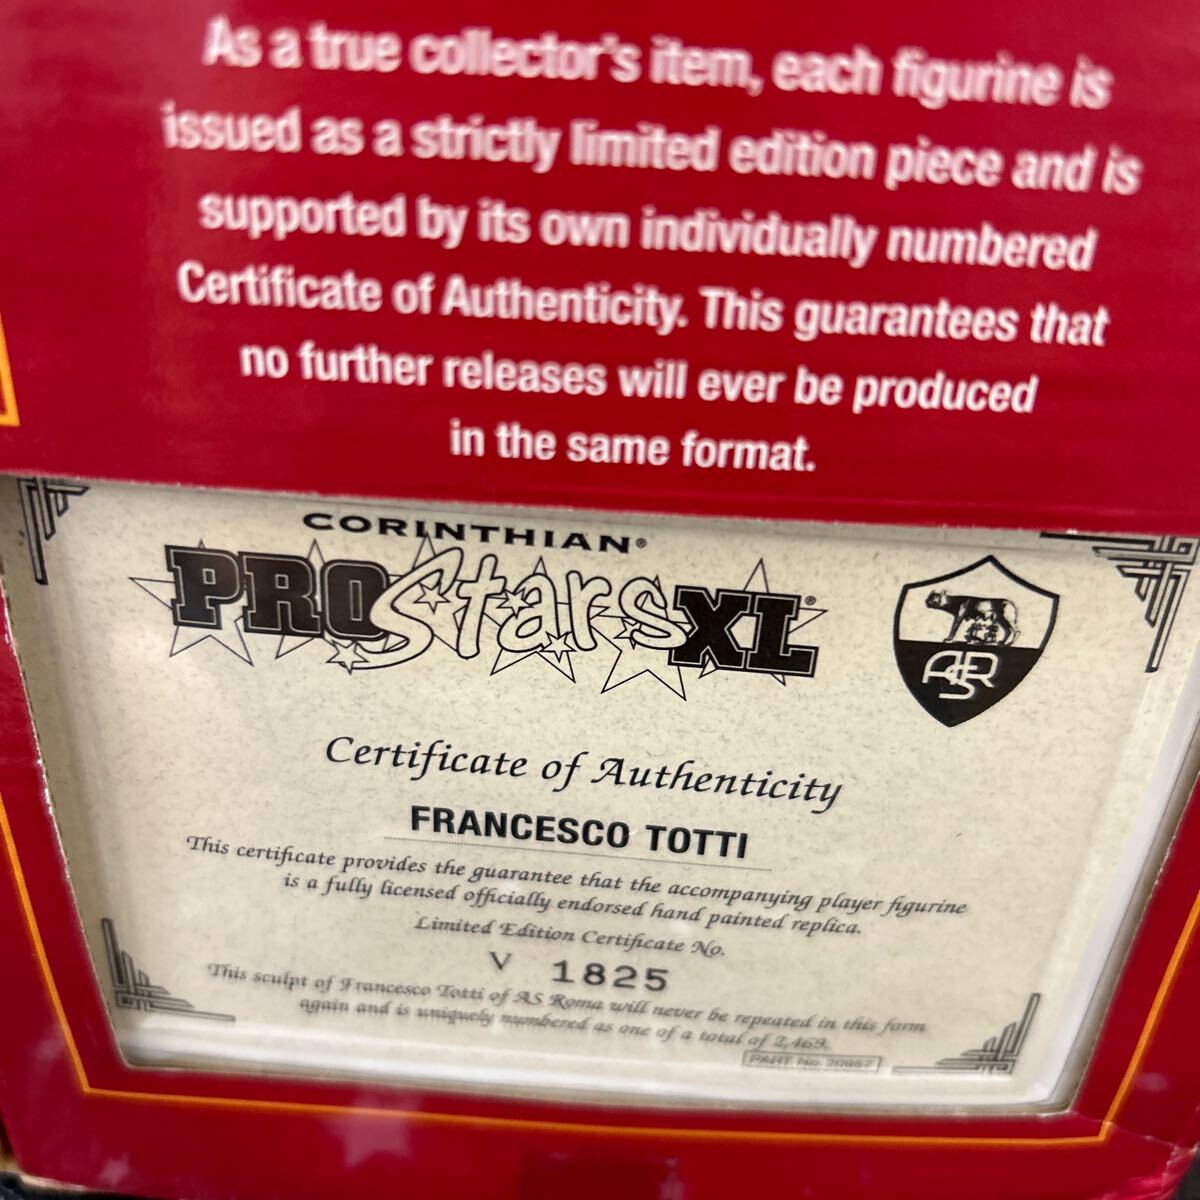 As a true collector's item, each figurine is
issued as a strictly limited edition piece and is
supported by its own individually numbered
Certificate of Authenticity. This guarantees that
no further releases will ever be produced
in the same format.
CORINTHIAN®
PROStarsXL®
ASR
Certificate of Authenticity
FRANCESCO TOTTI
This certificate provides the guarantee that the accompanying player figurine
is a fully licensed officially endorsed hand painted replica.
Limited Edition Certificate No.
V 1825
This sculpt of Francesco Totti of AS Roma will never be repeated in this form
again and is uniquely numbered as one of a total of 2,469.
PART No.